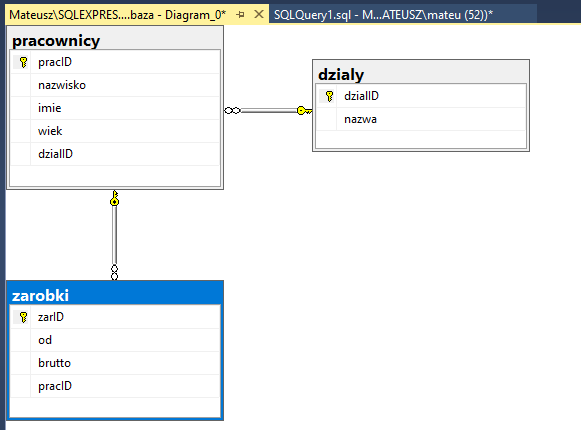 Mateusz\SQLEXPRES....baza - Diagram_0*
SQLQuery1.sql - M...ATEUSZ\mateu (52))*
pracownicy
pracID
nazwisko
imie
wiek
dzialID
dzialy
dzialID
nazwa
zarobki
zarID
od
brutto
pracID